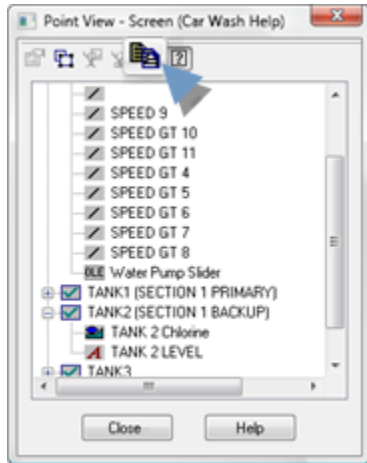 Point View - Screen (Car Wash Help)
SPEED 9
SPEED GT 10
SPEED GT 11
SPEED GT 4
SPEED GT 5
SPEED GT 6
SPEED GT 7
SPEED GT 8
OLE Water Pump Slider
TANK1 (SECTION 1 PRIMARY)
TANK2 (SECTION 1 BACKUP)
TANK 2 Chlorine
A TANK 2 LEVEL
TANK3
Close Help